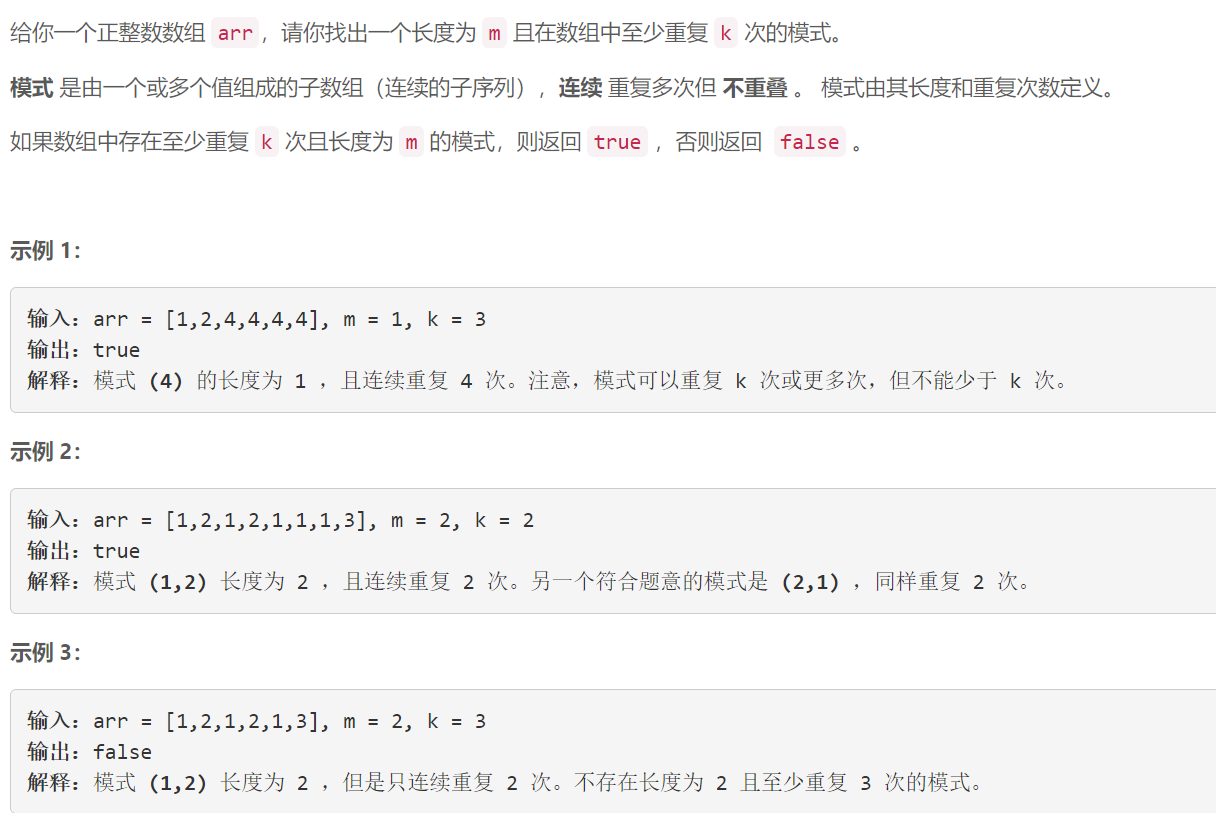 给你一个正整数数组 arr，请你找出一个长度为 m 且在数组中至少重复 k 次的模式。
模式 是由一个或多个值组成的子数组（连续的子序列），连续 重复多次但 不重叠 。 模式由其长度和重复次数定义。
如果数组中存在至少重复 k 次且长度为 m 的模式，则返回 true ，否则返回 false 。
示例 1：
输入：arr = [1,2,4,4,4,4], m = 1, k = 3
输出：true
解释：模式 (4) 的长度为 1 ，且连续重复 4 次。注意，模式可以重复 k 次或更多次，但不能少于 k 次。
示例 2：
输入：arr = [1,2,1,2,1,1,1,3], m = 2, k = 2
输出：true
解释：模式 (1,2) 长度为 2 ，且连续重复 2 次。另一个符合题意的模式是 (2,1) ，同样重复 2 次。
示例 3：
输入：arr = [1,2,1,2,1,3], m = 2, k = 3
输出：false
解释：模式 (1,2) 长度为 2 ，但是只连续重复 2 次。不存在长度为 2 且至少重复 3 次的模式。